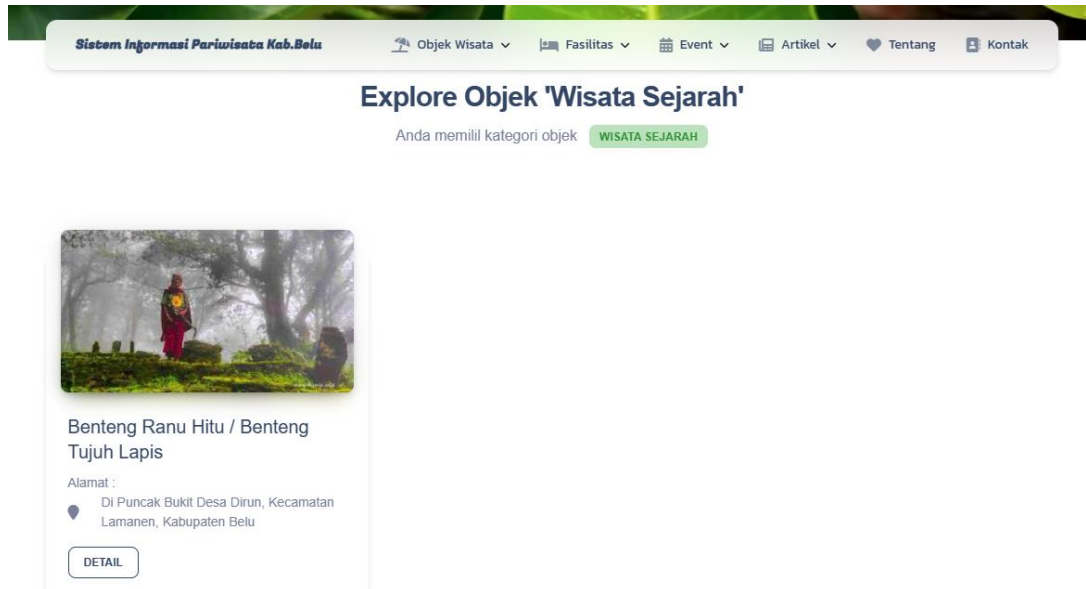 Sistem Informasi Pariwisata Kab.Belu
Objek Wisata
Fasilitas
Event
Artikel
Tentang
Kontak
Explore Objek 'Wisata Sejarah'
Anda memilil kategori objek WISATA SEJARAH
Benteng Ranu Hitu / Benteng
Tujuh Lapis
Alamat :
Di Puncak Bukit Desa Dirun, Kecamatan
Lamanen, Kabupaten Belu
DETAIL